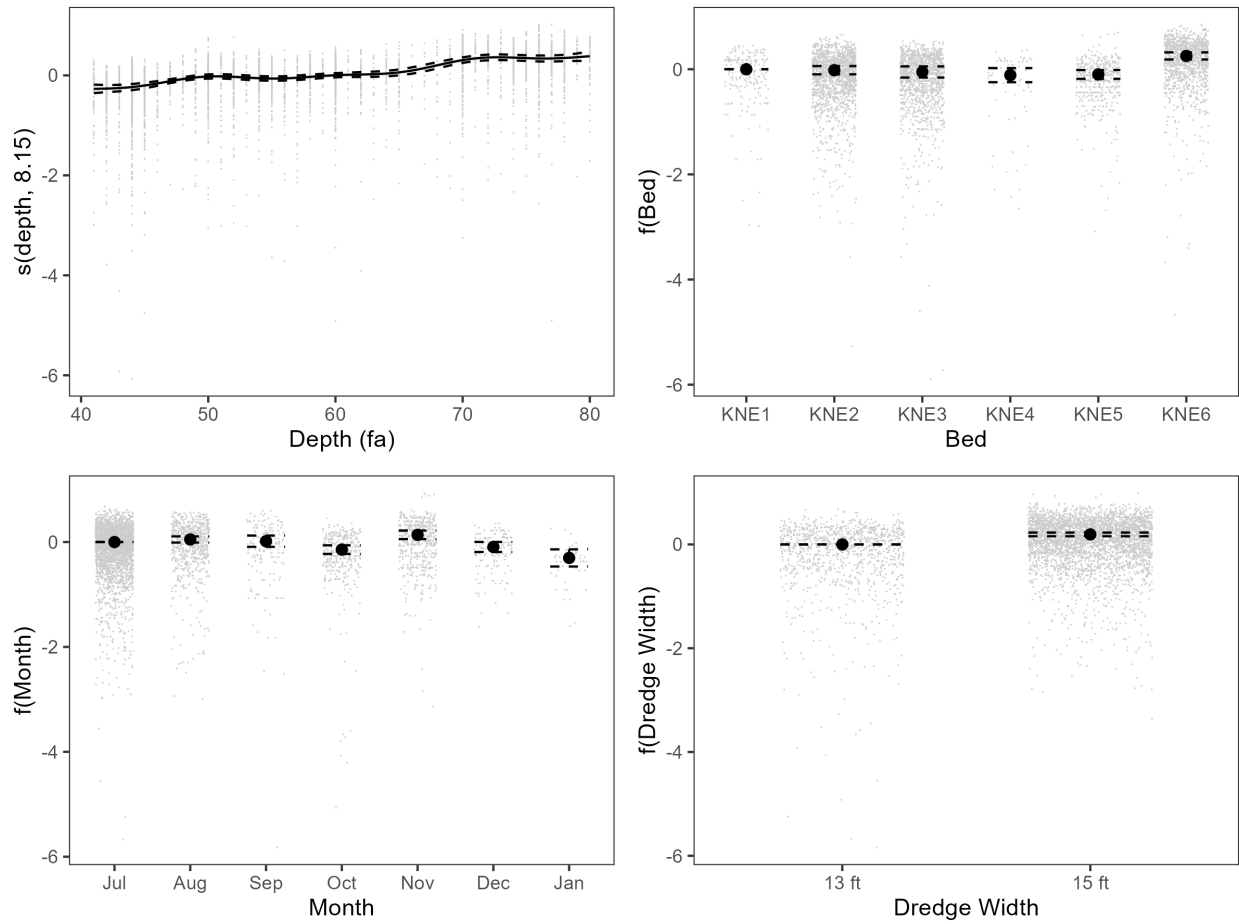 s(depth, 8.15)
0
-2
-4
-6
40 50 60 70 80
Depth (fa)
f(Bed)
0
-2
-4
-6
KNE1 KNE2 KNE3 KNE4 KNE5 KNE6
Bed
f(Month)
0
-2
-4
-6
Jul Aug Sep Oct Nov Dec Jan
Month
f(Dredge Width)
0
-2
-4
-6
13 ft 15 ft
Dredge Width